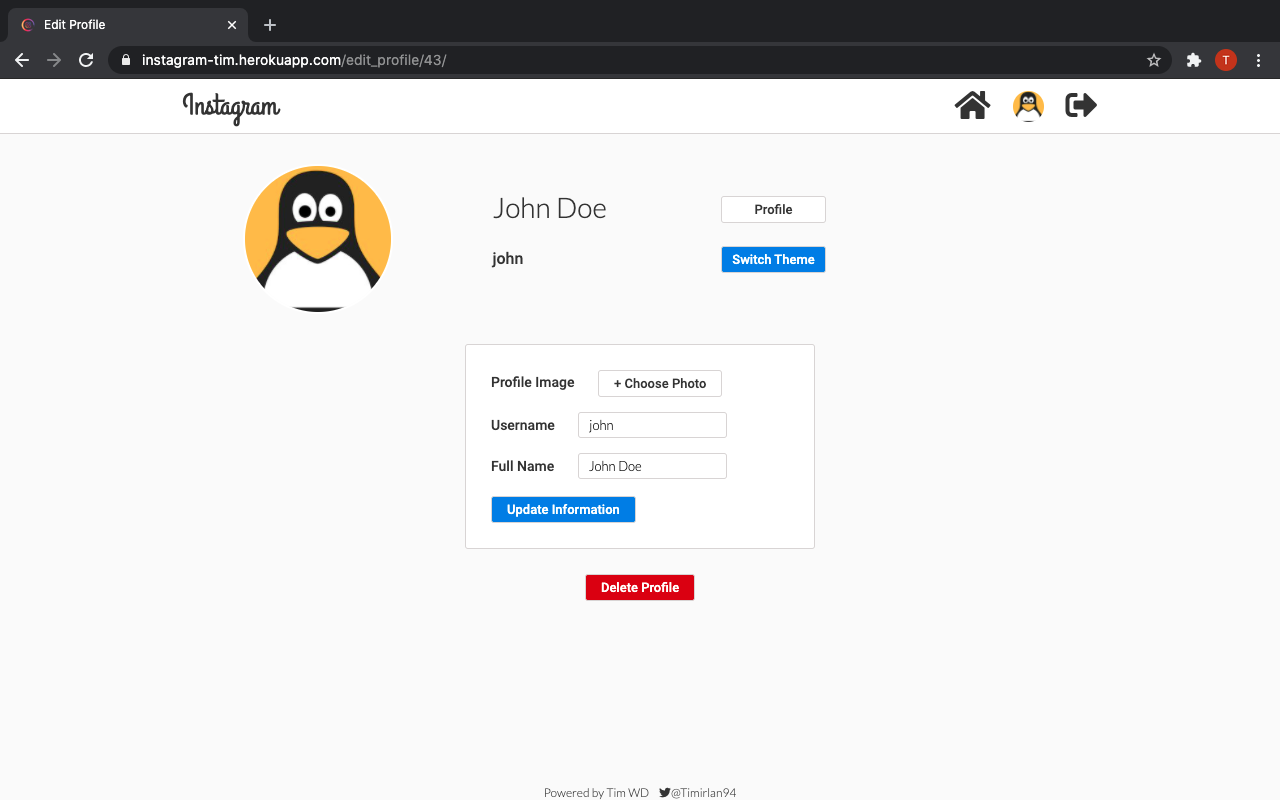 Edit Profile
instagram-tim.herokuapp.com/edit_profile/43/
T
Instagram
John Doe
Profile
john
Switch Theme
Profile Image
+ Choose Photo
Username
john
Full Name
John Doe
Update Information
Delete Profile
Powered by Tim WD @Timirlan94